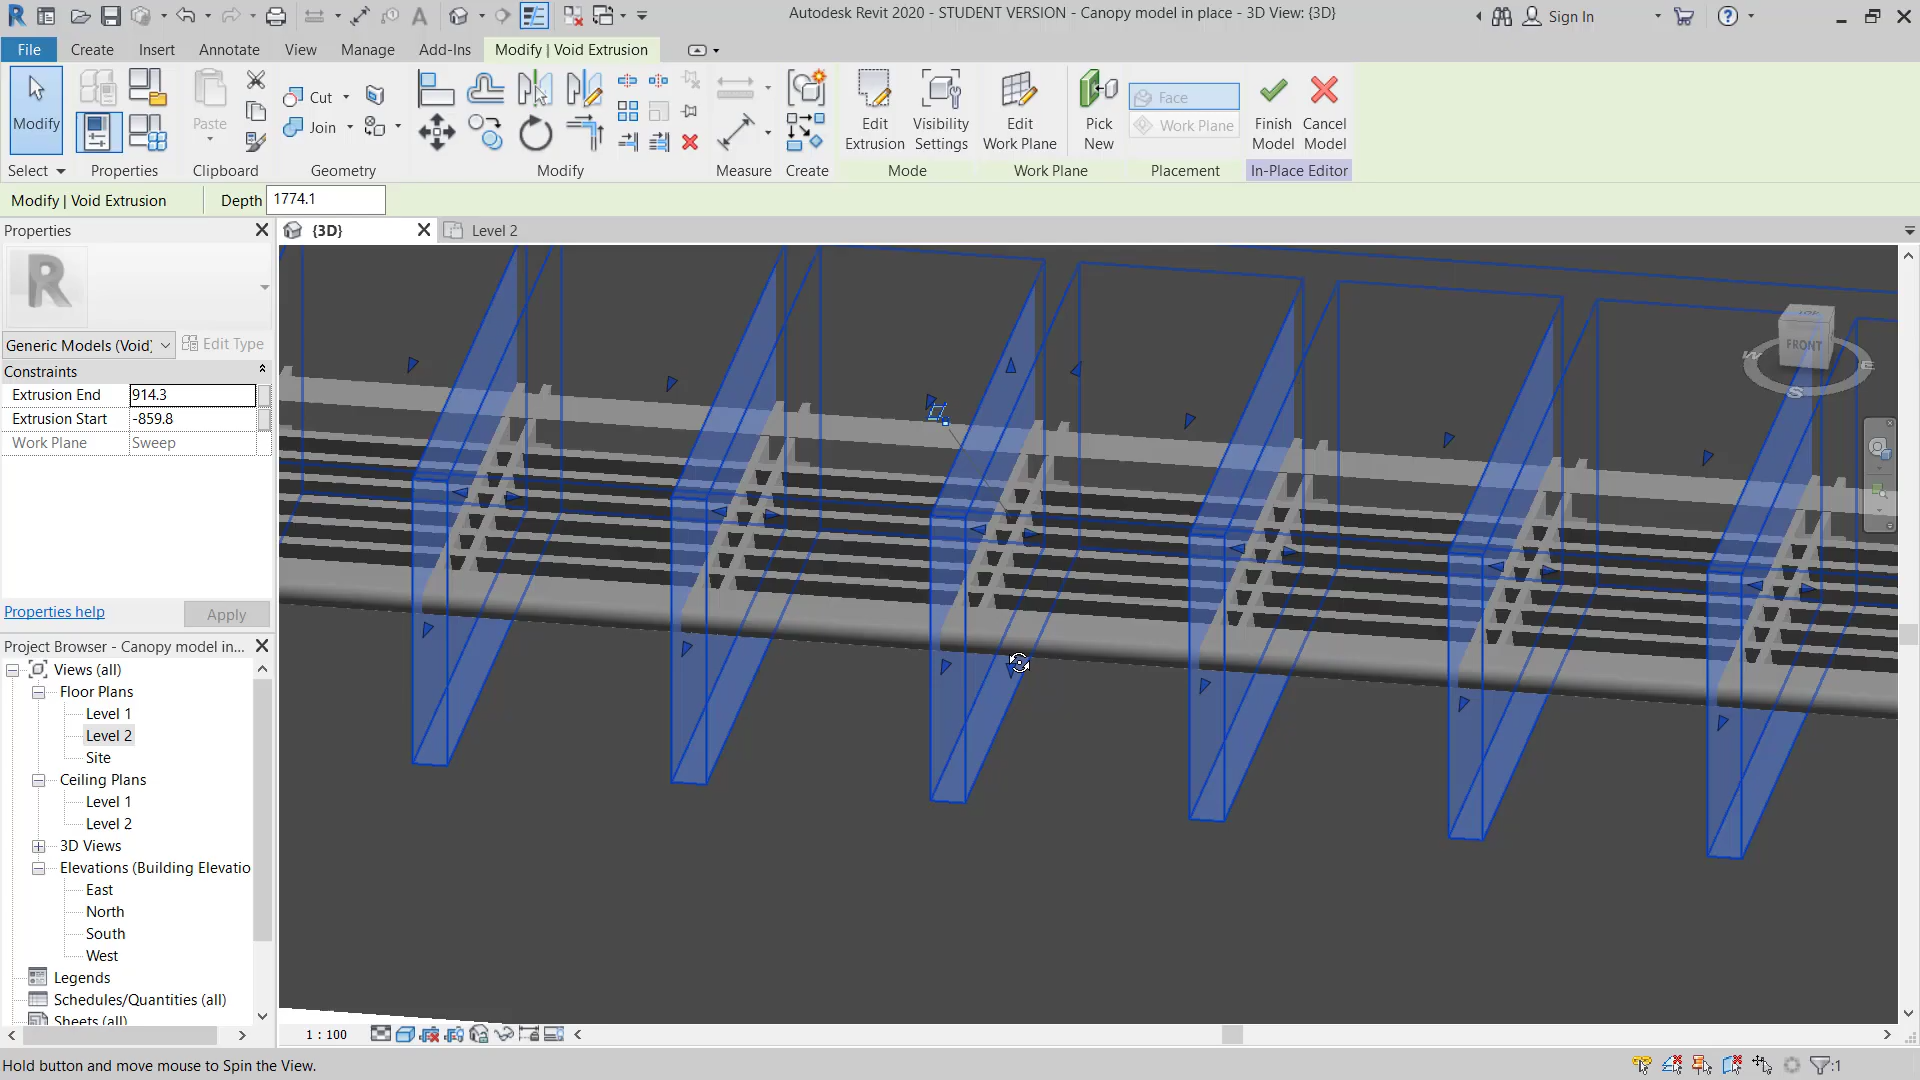 Autodesk Revit 2020 - STUDENT VERSION - Canopy model in place - 3D View: {3D}
Sign In
File Create Insert Annotate View Manage Add-Ins Modify | Void Extrusion
Modify
Paste
Cut
Join
Edit Extrusion
Visibility Settings
Edit Work Plane
Pick New
Face
Work Plane
Finish Model
Cancel Model
Select Properties Clipboard Geometry Modify Measure Create Mode Work Plane Placement In-Place Editor
Modify | Void Extrusion Depth 1774.1
Properties
{3D}
Level 2
R
Generic Models (Void)
Edit Type
Constraints
Extrusion End 914.3
Extrusion Start -859.8
Work Plane Sweep
Properties help
Apply
TOP
FRONT
W
E
S
Project Browser - Canopy model in...
Views (all)
Floor Plans
Level 1
Level 2
Site
Ceiling Plans
Level 1
Level 2
3D Views
Elevations (Building Elevatio
East
North
South
West
Legends
Schedules/Quantities (all)
Sheets (all)
1 : 100
Hold button and move mouse to Spin the View.
:1